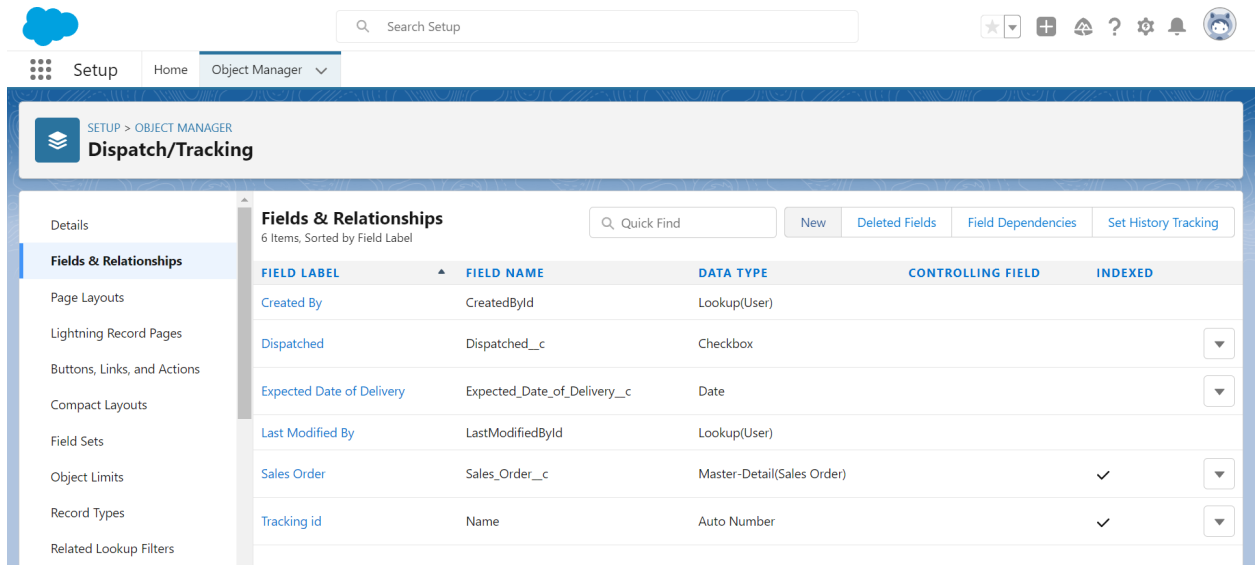 Search Setup
Setup Home Object Manager
SETUP > OBJECT MANAGER
Dispatch/Tracking
Details
Fields & Relationships
Page Layouts
Lightning Record Pages
Buttons, Links, and Actions
Compact Layouts
Field Sets
Object Limits
Record Types
Related Lookup Filters
Fields & Relationships
6 Items, Sorted by Field Label
Quick Find New Deleted Fields Field Dependencies Set History Tracking
FIELD LABEL FIELD NAME DATA TYPE CONTROLLING FIELD INDEXED
Created By CreatedById Lookup(User)
Dispatched Dispatched__c Checkbox
Expected Date of Delivery Expected_Date_of_Delivery__c Date
Last Modified By LastModifiedById Lookup(User)
Sales Order Sales_Order__c Master-Detail(Sales Order)
Tracking id Name Auto Number